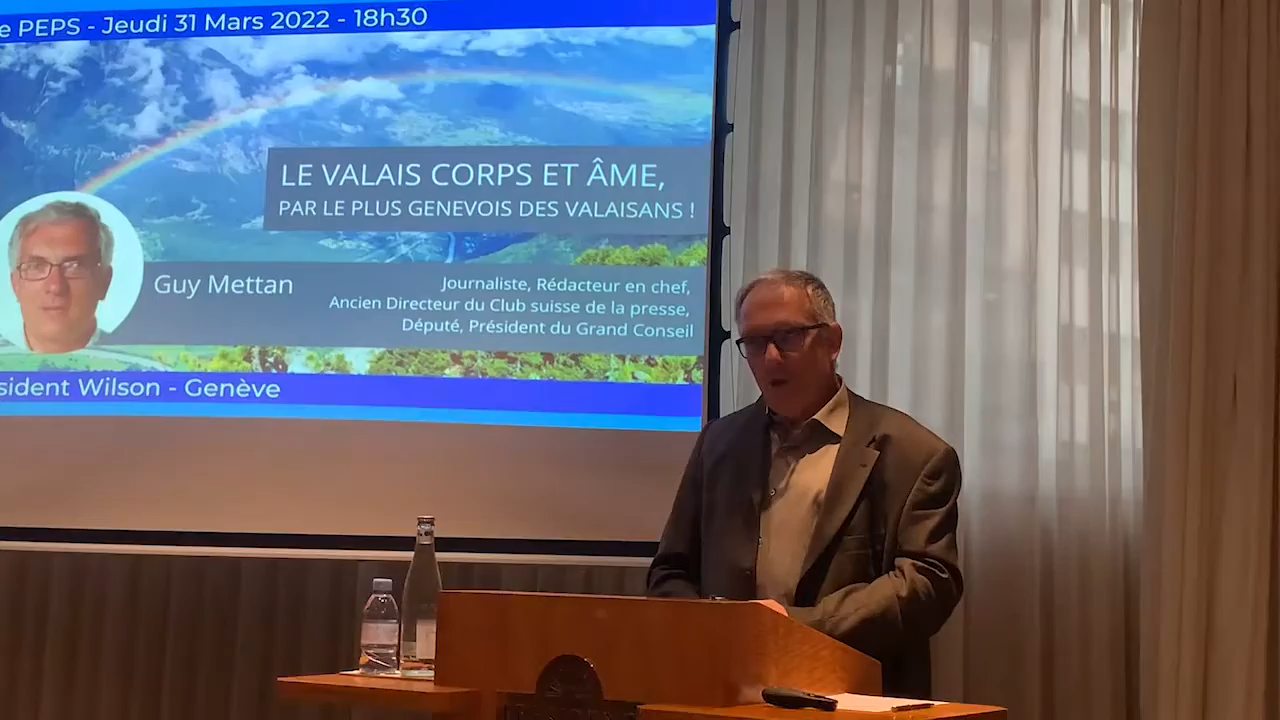 PEPS - Jeudi 31 Mars 2022 - 18h30
LE VALAIS CORPS ET ÂME,
PAR LE PLUS GENEVOIS DES VALAISANS !
Guy Mettan
Journaliste, Rédacteur en chef,
Ancien Directeur du Club suisse de la presse,
Député, Président du Grand Conseil
sident Wilson - Genève